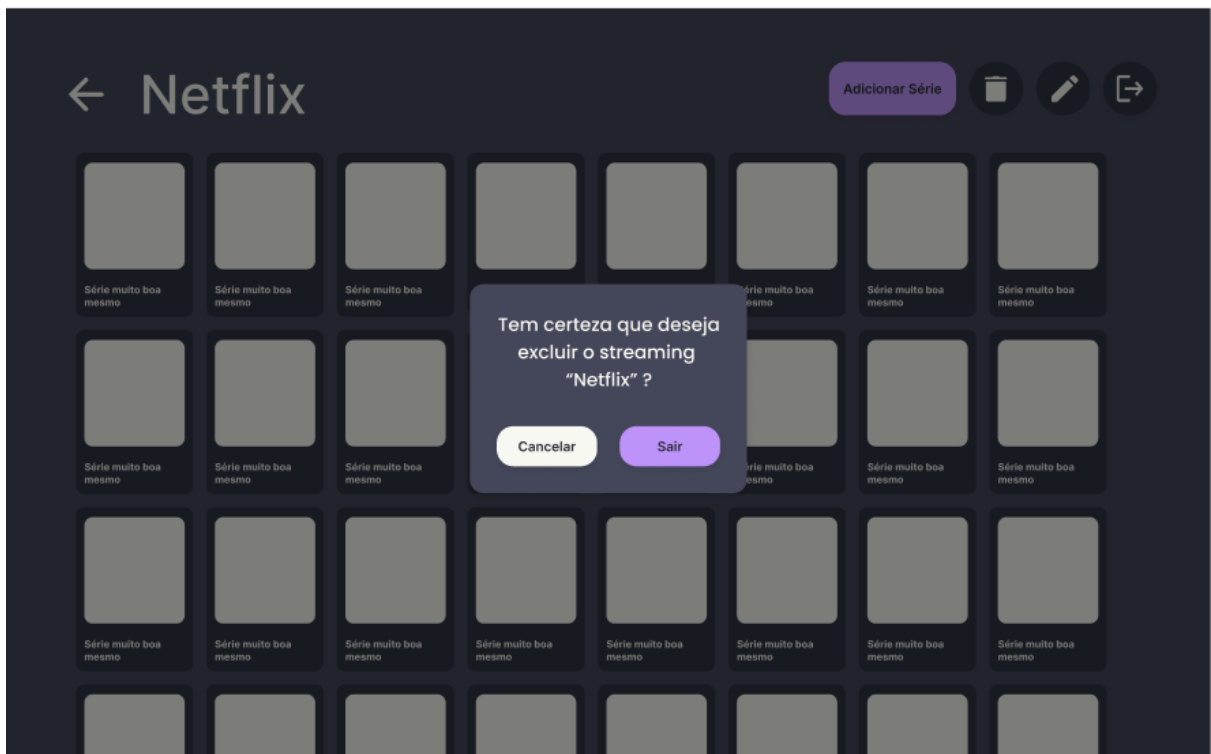 Netflix
Adicionar Série
Série muito boa
mesmo
Série muito boa
mesmo
Série muito boa
mesmo
érie muito boa
esmo
Série muito boa
mesmo
Série muito boa
mesmo
Tem certeza que deseja
excluir o streaming
“Netflix” ?
Cancelar
Sair
Série muito boa
mesmo
Série muito boa
mesmo
Série muito boa
mesmo
rie muito boa
esmo
Série muito boa
mesmo
Série muito boa
mesmo
Série muito boa
mesmo
Série muito boa
mesmo
Série muito boa
mesmo
Série muito boa
mesmo
Série muito boa
mesmo
Série muito boa
mesmo
Série muito boa
mesmo
Série muito boa
mesmo